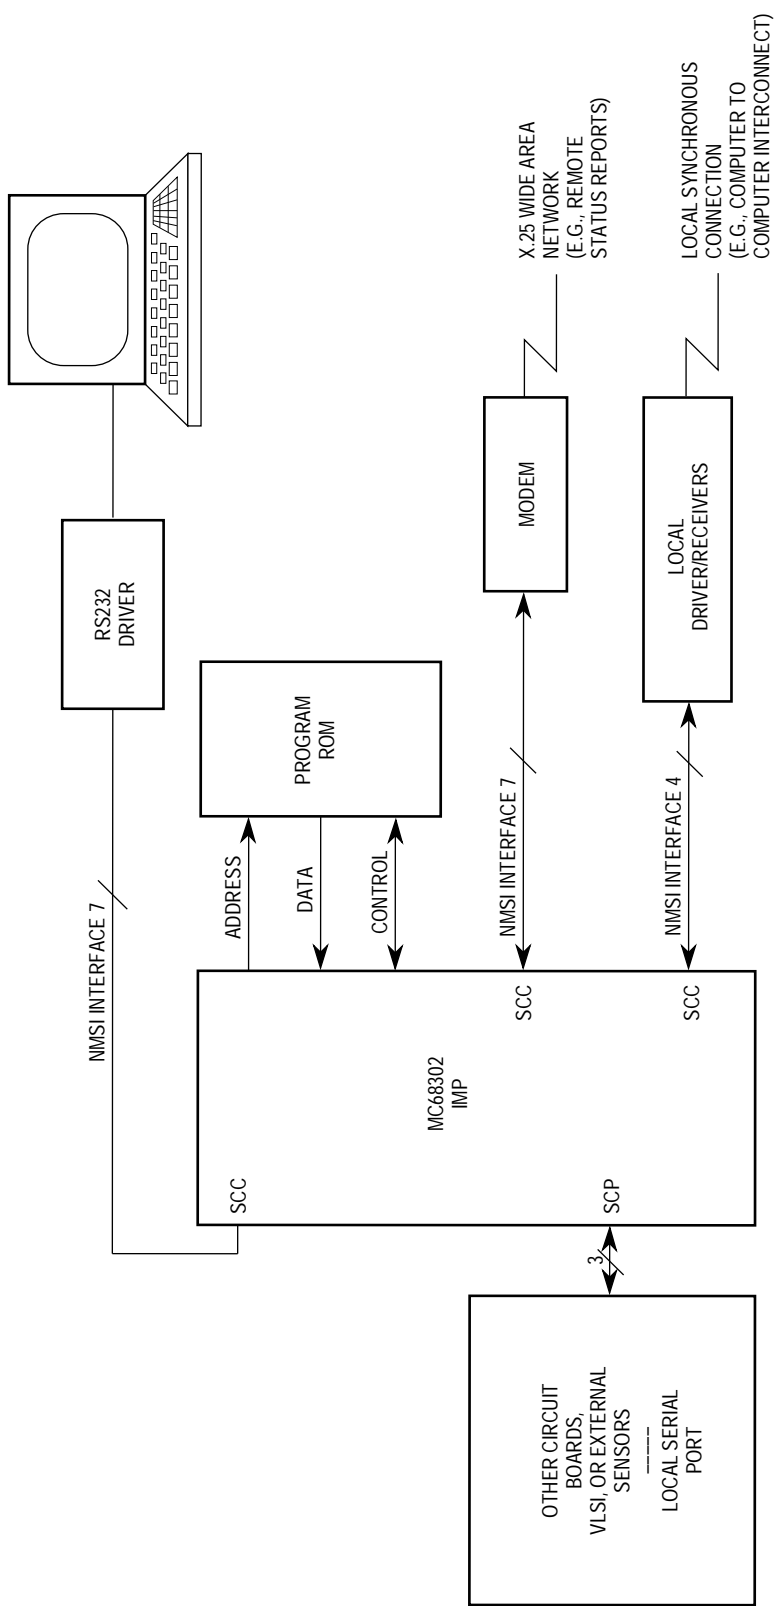 NMSI INTERFACE 7
RS232
DRIVER
ADDRESS
DATA
CONTROL
PROGRAM
ROM
SCC
MC68302
IMP
SCC
SCC
SCP
3
OTHER CIRCUIT
BOARDS,
VLSI, OR EXTERNAL
SENSORS
-----
LOCAL SERIAL
PORT
NMSI INTERFACE 7
MODEM
X.25 WIDE AREA
NETWORK
(E.G., REMOTE
STATUS REPORTS)
NMSI INTERFACE 4
LOCAL
DRIVER/RECEIVERS
LOCAL SYNCHRONOUS
CONNECTION
(E.G., COMPUTER TO
COMPUTER INTERCONNECT)